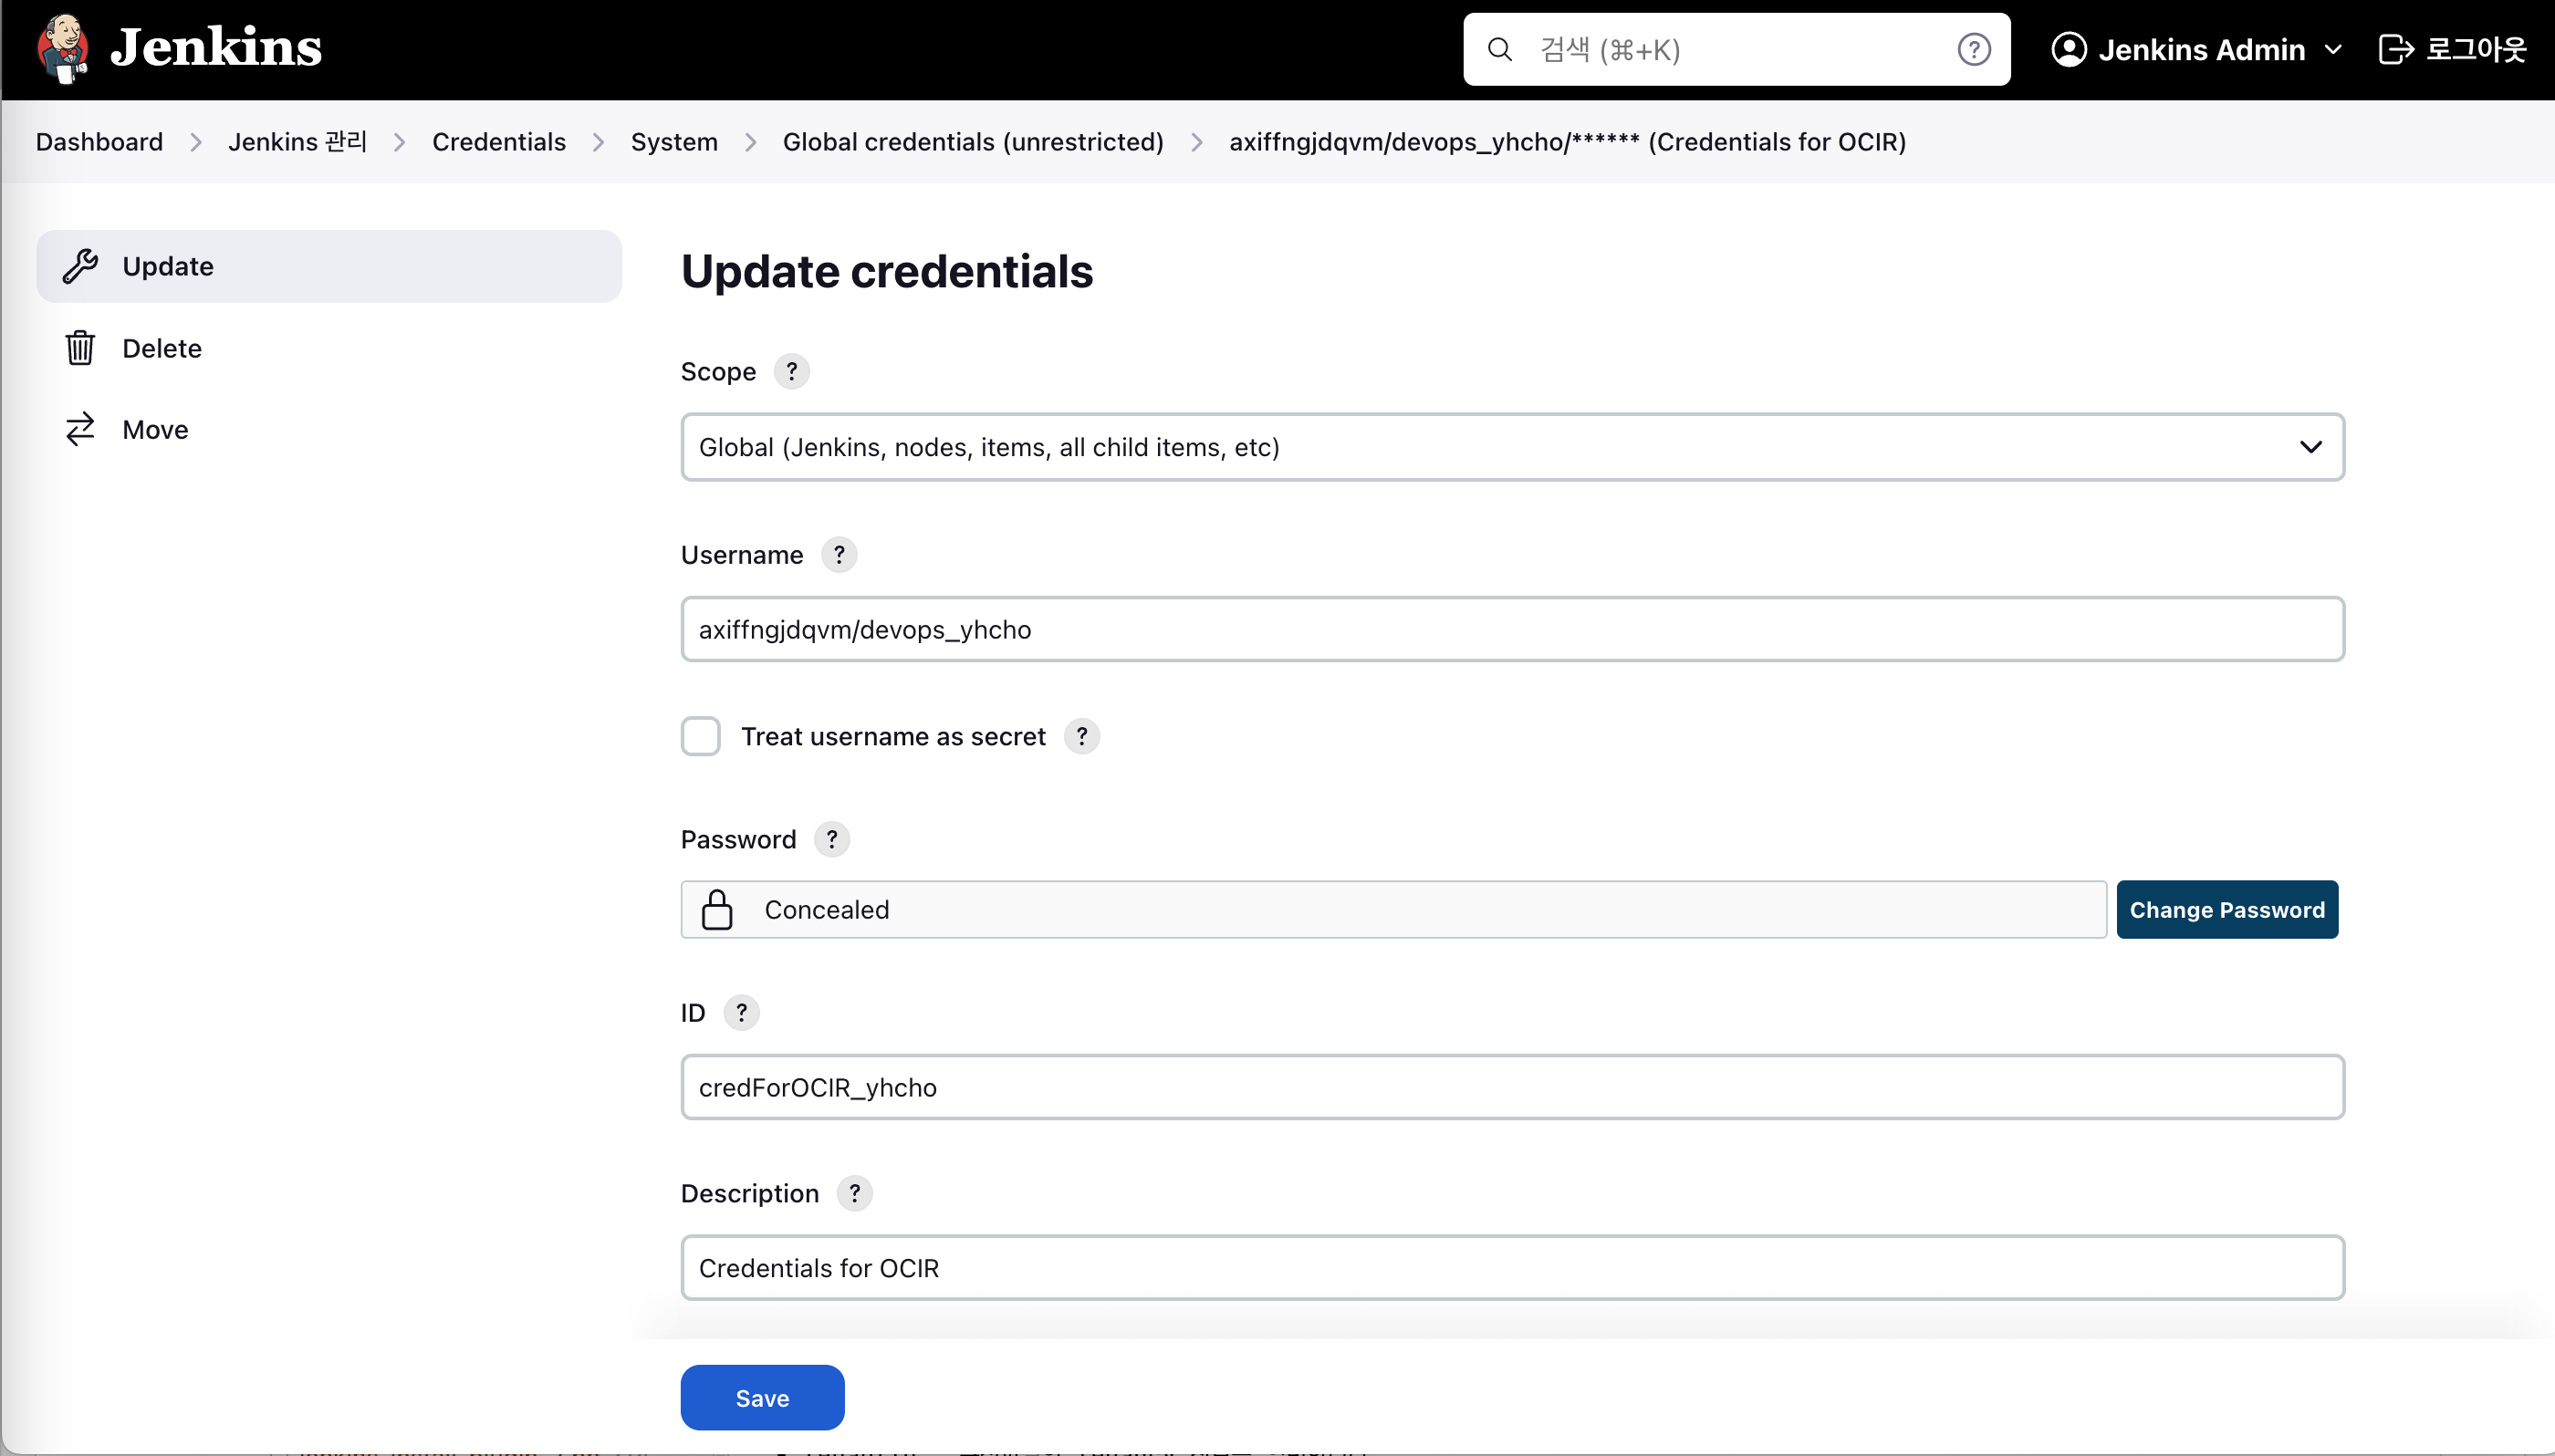 Jenkins
검색 (⌘+K)
?
Jenkins Admin
로그아웃
Dashboard > Jenkins 관리 > Credentials > System > Global credentials (unrestricted) > axiffngjdqvm/devops_yhcho/****** (Credentials for OCIR)
Update
Delete
Move
Update credentials
Scope ?
Global (Jenkins, nodes, items, all child items, etc)
Username ?
axiffngjdqvm/devops_yhcho
Treat username as secret ?
Password ?
Concealed
Change Password
ID ?
credForOCIR_yhcho
Description ?
Credentials for OCIR
Save